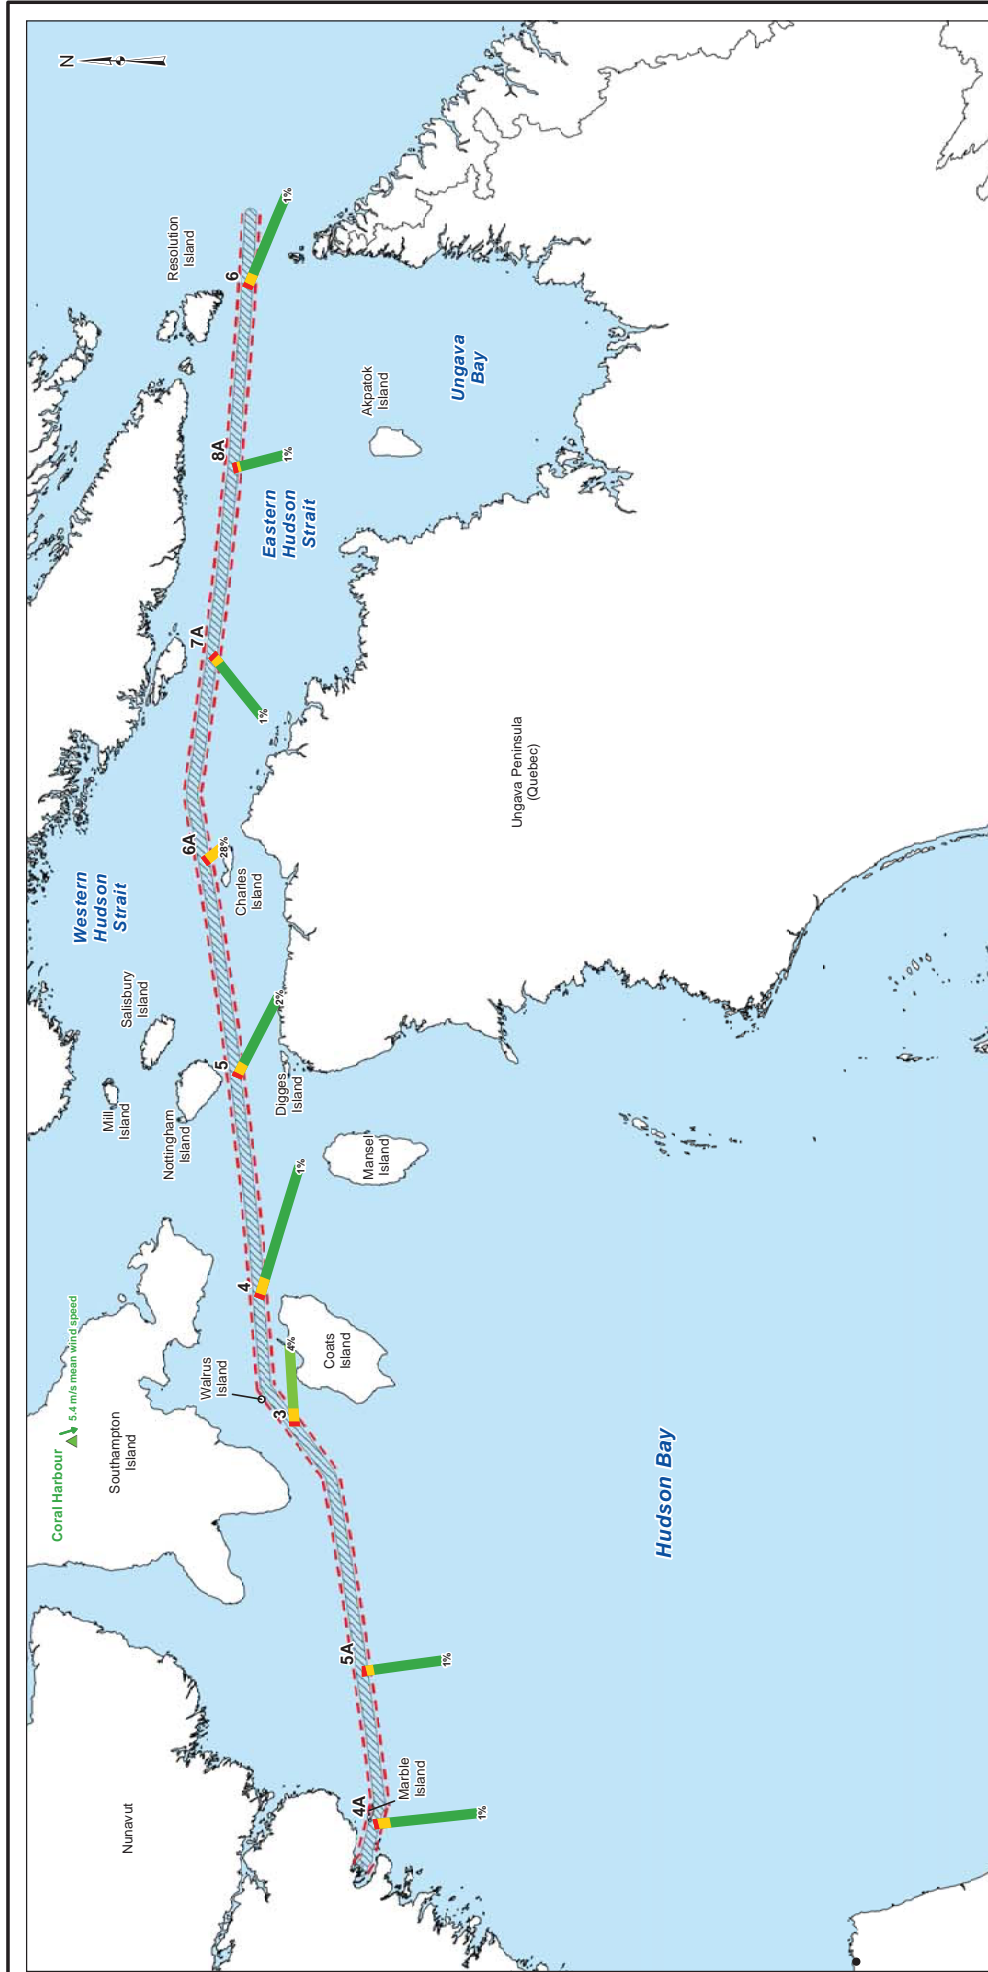 N
Nunavut
Coral Harbour
5.4 m/s mean wind speed
Southampton
Island
Walrus
Island
Mill
Island
Salisbury
Island
Nottingham
Island
Western
Hudson
Strait
Resolution
Island
4A
1%
Marble
Island
5A
1%
3
4%
Coats
Island
4
1%
Mansel
Island
5
2%
Digges
Island
6A
28%
Charles
Island
7A
1%
8A
1%
Eastern
Hudson
Strait
6
1%
Akpatok
Island
Ungava
Bay
Ungava Peninsula
(Quebec)
Hudson Bay